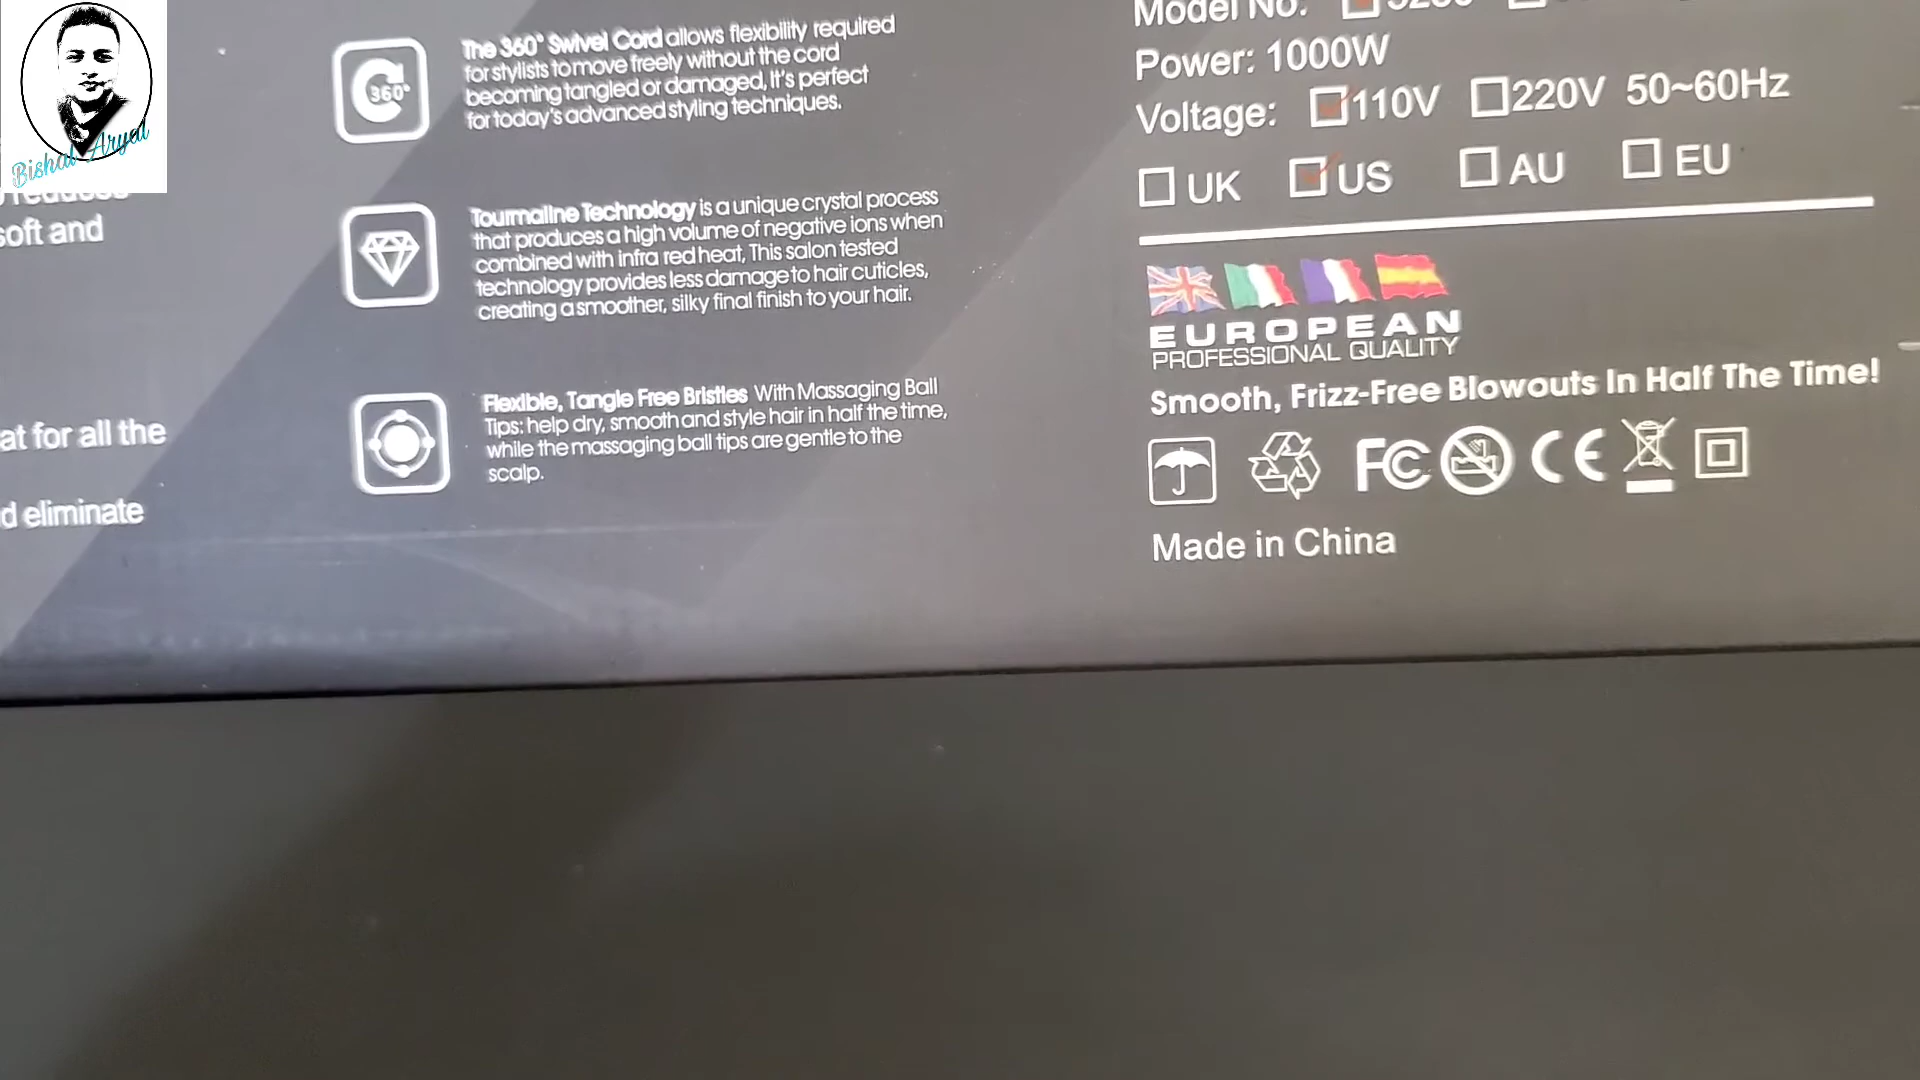 Bishal Aryal
soft and
at for all the
d eliminate
The 360° Swivel Cord allows flexibility required
for stylists to move freely without the cord
becoming tangled or damaged, It's perfect
for today's advanced styling techniques.
360°
Tourmaline Technology is a unique crystal process
that produces a high volume of negative ions when
combined with infra red heat, This salon tested
technology provides less damage to hair cuticles,
creating a smoother, silky final finish to your hair.
Flexible, Tangle Free Bristles With Massaging Ball
Tips: help dry, smooth and style hair in half the time,
while the massaging ball tips are gentle to the
scalp.
Model No:
Power: 1000W
Voltage: 110V 220V 50~60Hz
UK US AU EU
EUROPEAN
PROFESSIONAL QUALITY
Smooth, Frizz-Free Blowouts In Half The Time!
FC CE
Made in China